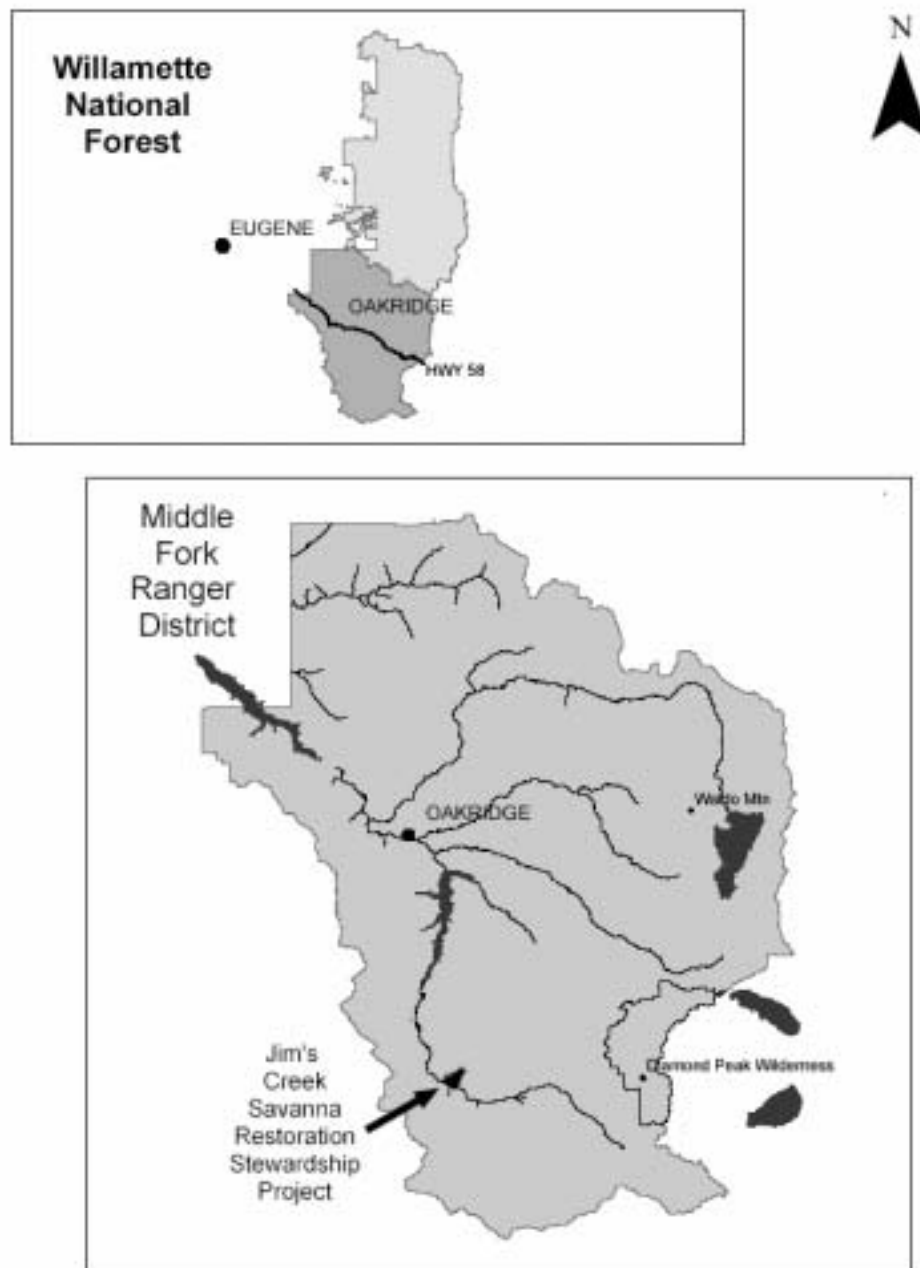 Willamette
National
Forest
N
EUGENE
OAKRIDGE
HWY 58
Middle
Fork
Ranger
District
Waldo Mtn
OAKRIDGE
Diamond Peak Wilderness
Jim's
Creek
Savanna
Restoration
Stewardship
Project